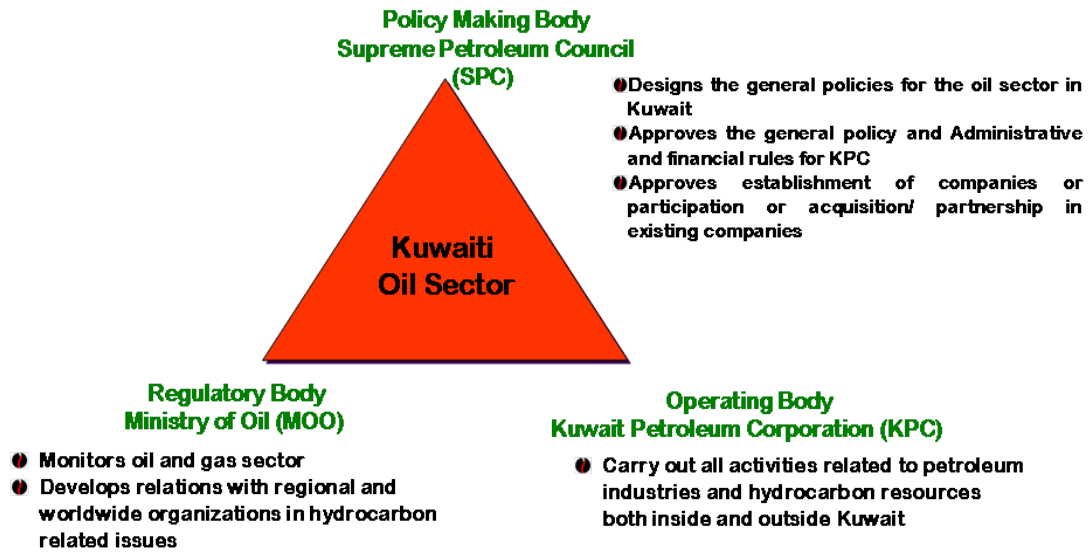 Policy Making Body
Supreme Petroleum Council
(SPC)
Designs the general policies for the oil sector in
Kuwait
Approves the general policy and Administrative
and financial rules for KPC
Approves establishment of companies or
participation or acquisition/ partnership in
existing companies
Kuwaiti
Oil Sector
Regulatory Body
Ministry of Oil (MOO)
Monitors oil and gas sector
Develops relations with regional and
worldwide organizations in hydrocarbon
related issues
Operating Body
Kuwait Petroleum Corporation (KPC)
Carry out all activities related to petroleum
industries and hydrocarbon resources
both inside and outside Kuwait